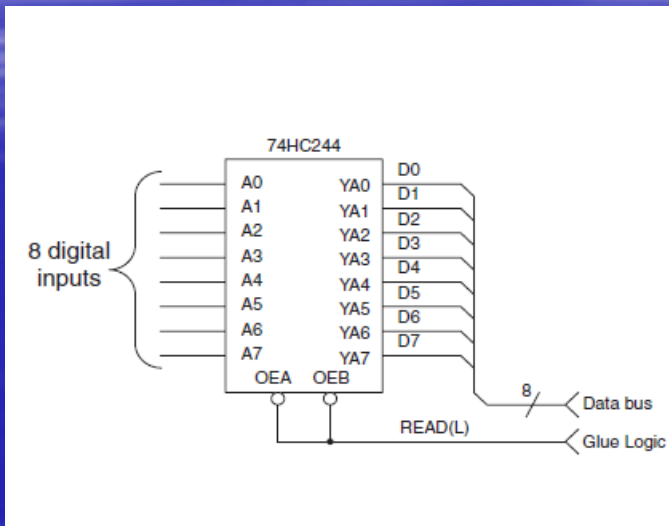 74HC244
8 digital
inputs
A0 YA0 D0
A1 YA1 D1
A2 YA2 D2
A3 YA3 D3
A4 YA4 D4
A5 YA5 D5
A6 YA6 D6
A7 YA7 D7
OEA OEB
8
Data bus
READ(L)
Glue Logic